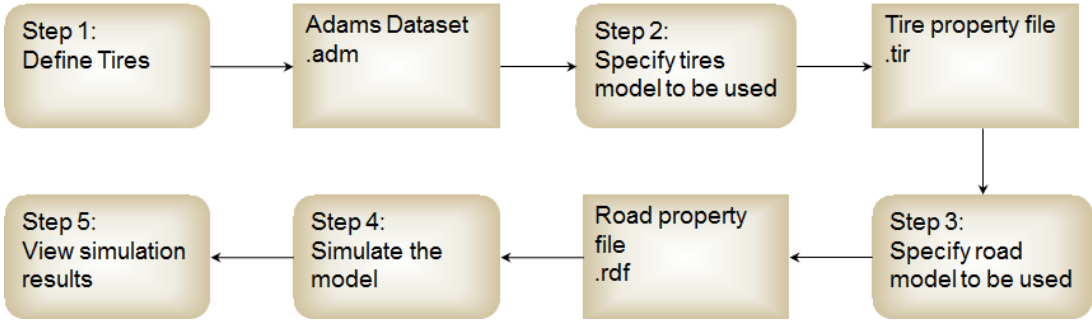 Step 1:
Define Tires
Adams Dataset
.adm
Step 2:
Specify tires
model to be used
Tire property file
.tir
Step 3:
Specify road
model to be used
Road property
file
.rdf
Step 4:
Simulate the
model
Step 5:
View simulation
results